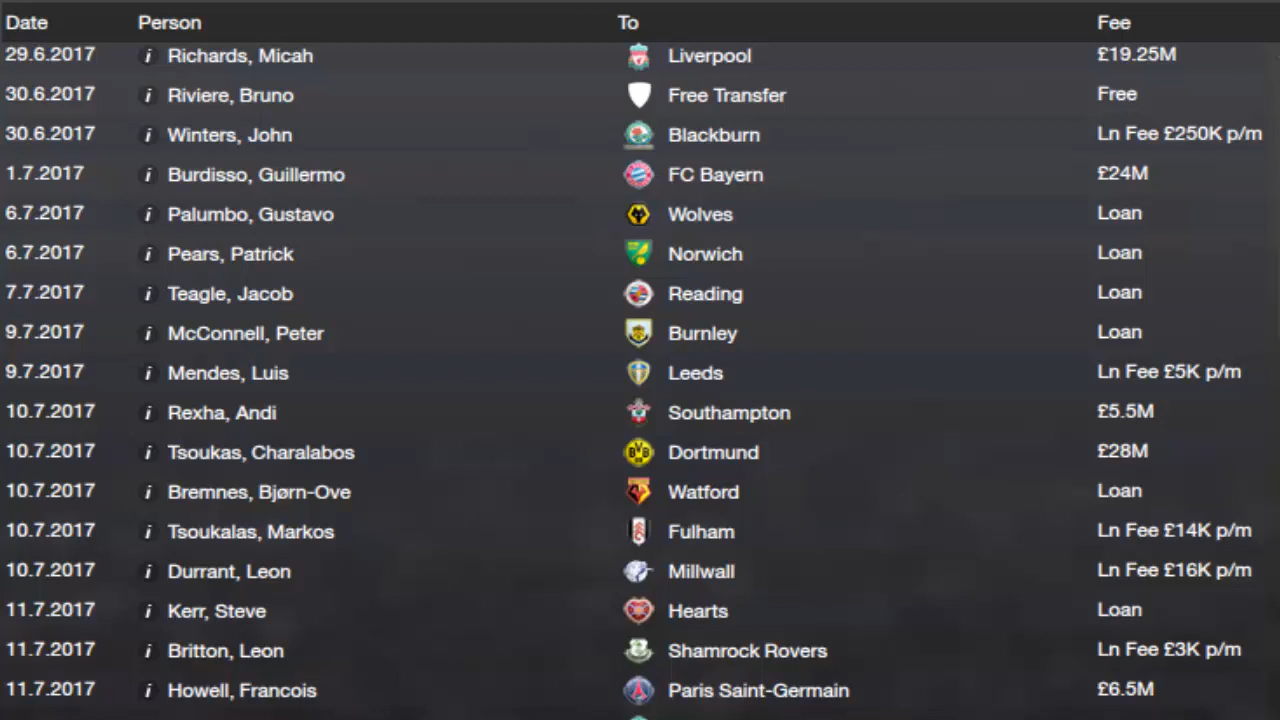 Date Person To Fee
29.6.2017 i Richards, Micah Liverpool £19.25M
30.6.2017 i Riviere, Bruno Free Transfer Free
30.6.2017 i Winters, John Blackburn Ln Fee £250K p/m
1.7.2017 i Burdisso, Guillermo FC Bayern £24M
6.7.2017 i Palumbo, Gustavo Wolves Loan
6.7.2017 i Pears, Patrick Norwich Loan
7.7.2017 i Teagle, Jacob Reading Loan
9.7.2017 i McConnell, Peter Burnley Loan
9.7.2017 i Mendes, Luis Leeds Ln Fee £5K p/m
10.7.2017 i Rexha, Andi Southampton £5.5M
10.7.2017 i Tsoukas, Charalabos Dortmund £28M
10.7.2017 i Bremnes, Bjørn-Ove Watford Loan
10.7.2017 i Tsoukalas, Markos Fulham Ln Fee £14K p/m
10.7.2017 i Durrant, Leon Millwall Ln Fee £16K p/m
11.7.2017 i Kerr, Steve Hearts Loan
11.7.2017 i Britton, Leon Shamrock Rovers Ln Fee £3K p/m
11.7.2017 i Howell, Francois Paris Saint-Germain £6.5M